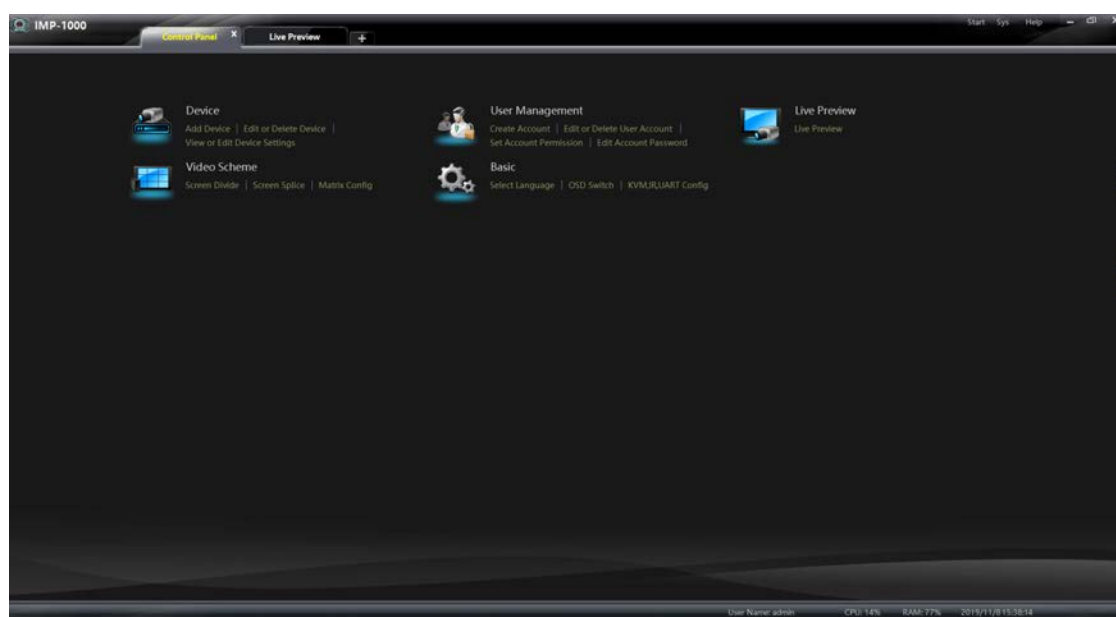 IMP-1000
Control Panel X Live Preview +
Start Sys Help
Device
Add Device | Edit or Delete Device |
View or Edit Device Settings
User Management
Create Account | Edit or Delete User Account |
Set Account Permission | Edit Account Password
Live Preview
Live Preview
Video Scheme
Screen Divide | Screen Splice | Matrix Config
Basic
Select Language | OSD Switch | KVM,IR,UART Config
User Name: admin CPU: 14% RAM: 77% 2019/11/8 15:38:14